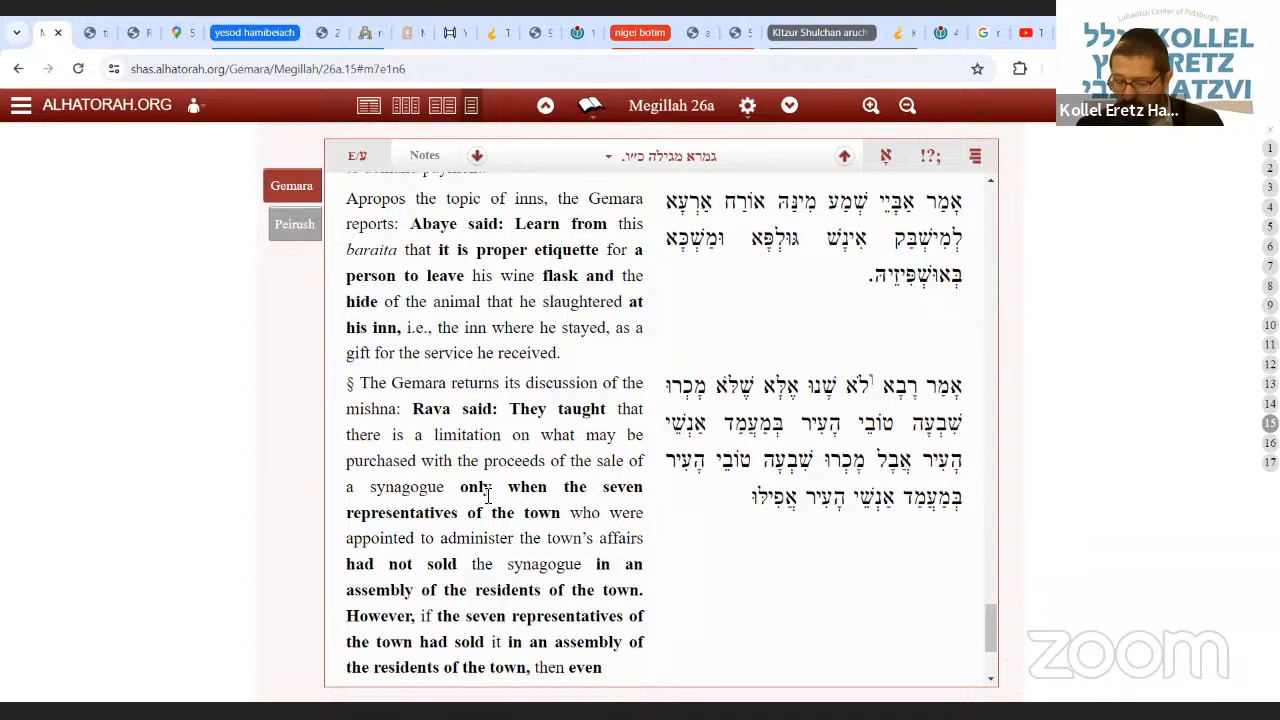 yesod hamibeiach
nigei botim
KItzur Shulchan aruch
shas.alhatorah.org/Gemara/Megillah/26a.15#m7e1n6
Lubavitch Center of Pittsburgh
Kollel Eretz Ha...
ALHATORAH.ORG
Megillah 26a
E/ע
Notes
גמרא מגילה כ״ו.
אָ
!?;
Gemara
Peirush
Apropos the topic of inns, the Gemara
reports: Abaye said: Learn from this
baraita that it is proper etiquette for a
person to leave his wine flask and the
hide of the animal that he slaughtered at
his inn, i.e., the inn where he stayed, as a
gift for the service he received.
אָמַר אַבָּיֵי שְׁמַע מִינַּהּ אוֹרַח אַרְעָא
לְמִישְׁבַּק אִינָשׁ גּוּלְפָּא וּמַשְׁכָּא
בְּאוּשְׁפִּיזֵיהּ.
§ The Gemara returns its discussion of the
mishna: Rava said: They taught that
there is a limitation on what may be
purchased with the proceeds of the sale of
a synagogue only when the seven
representatives of the town who were
appointed to administer the town’s affairs
had not sold the synagogue in an
assembly of the residents of the town.
However, if the seven representatives of
the town had sold it in an assembly of
the residents of the town, then even
אָמַר רָבָא ו לֹא שָׁנוּ אֶלָּא שֶׁלֹּא מָכְרוּ
שִׁבְעָה טוֹבֵי הָעִיר בְּמַעֲמַד אַנְשֵׁי
הָעִיר אֲבָל מָכְרוּ שִׁבְעָה טוֹבֵי הָעִיר
בְּמַעֲמַד אַנְשֵׁי הָעִיר אֲפִילּוּ
1
2
3
4
5
6
7
8
9
10
11
12
13
14
15
16
17
zoom